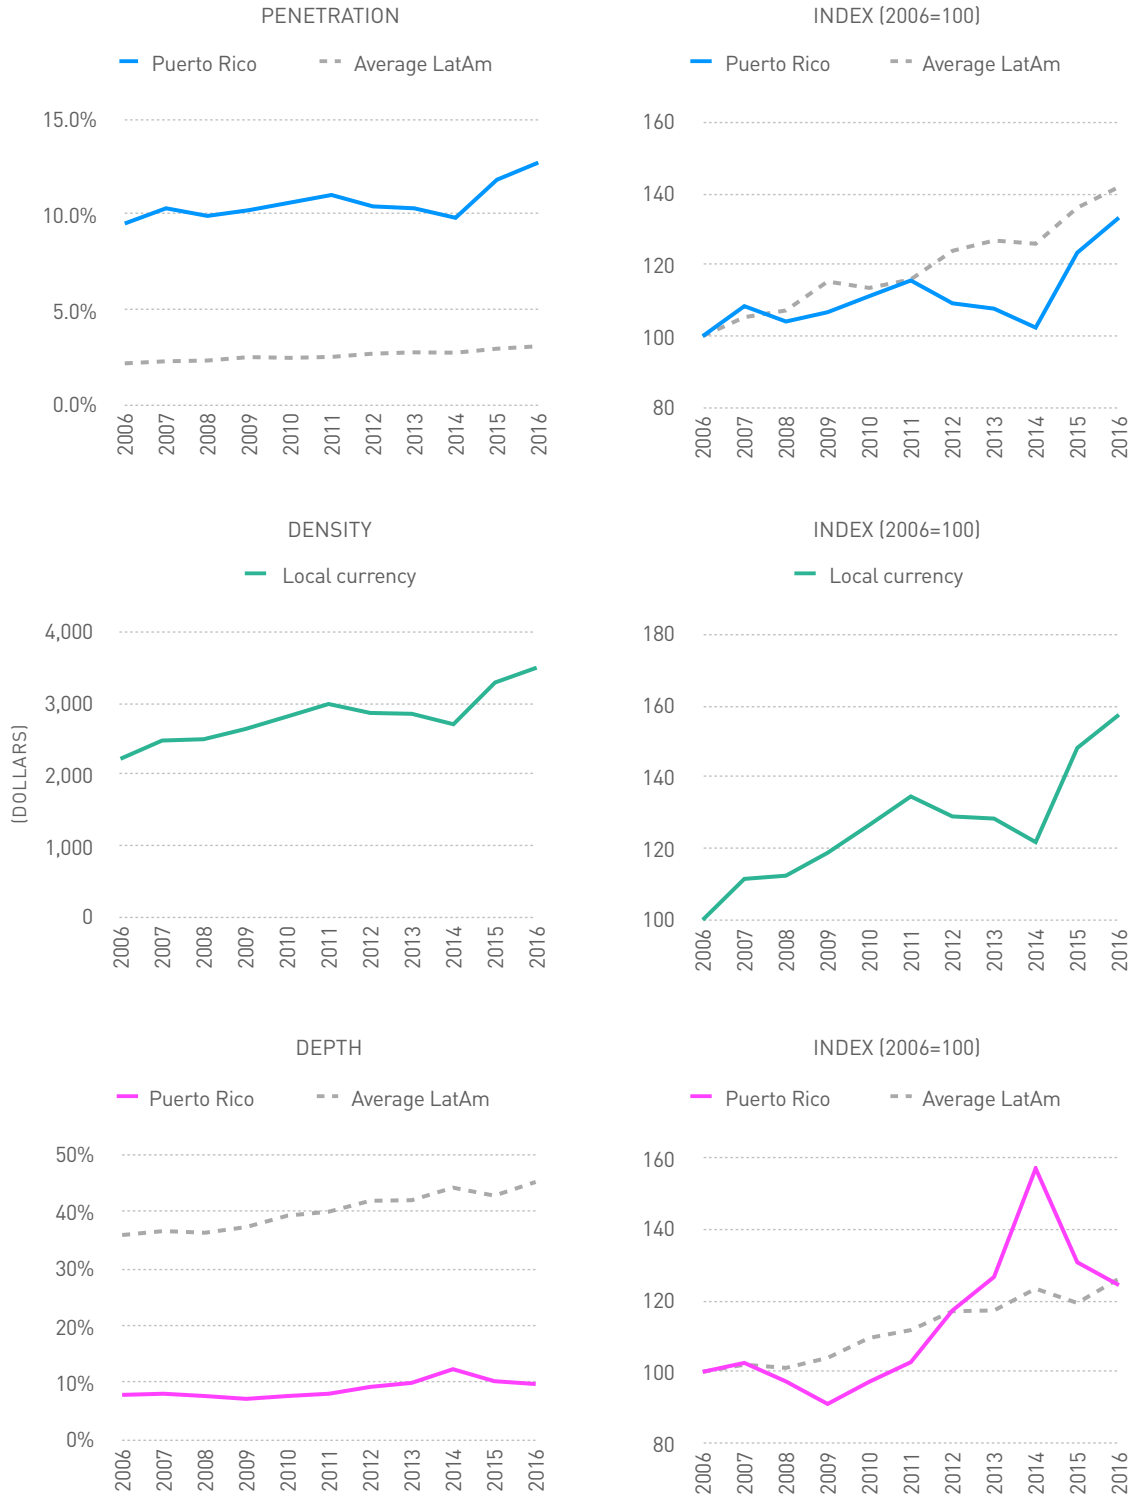 PENETRATION
Puerto Rico Average LatAm
15.0%
10.0%
5.0%
0.0%
2006 2007 2008 2009 2010 2011 2012 2013 2014 2015 2016
INDEX (2006=100)
Puerto Rico Average LatAm
160
140
120
100
80
2006 2007 2008 2009 2010 2011 2012 2013 2014 2015 2016
DENSITY
Local currency
(DOLLARS)
4,000
3,000
2,000
1,000
0
2006 2007 2008 2009 2010 2011 2012 2013 2014 2015 2016
INDEX (2006=100)
Local currency
180
160
140
120
100
2006 2007 2008 2009 2010 2011 2012 2013 2014 2015 2016
DEPTH
Puerto Rico Average LatAm
50%
40%
30%
20%
10%
0%
2006 2007 2008 2009 2010 2011 2012 2013 2014 2015 2016
INDEX (2006=100)
Puerto Rico Average LatAm
160
140
120
100
80
2006 2007 2008 2009 2010 2011 2012 2013 2014 2015 2016